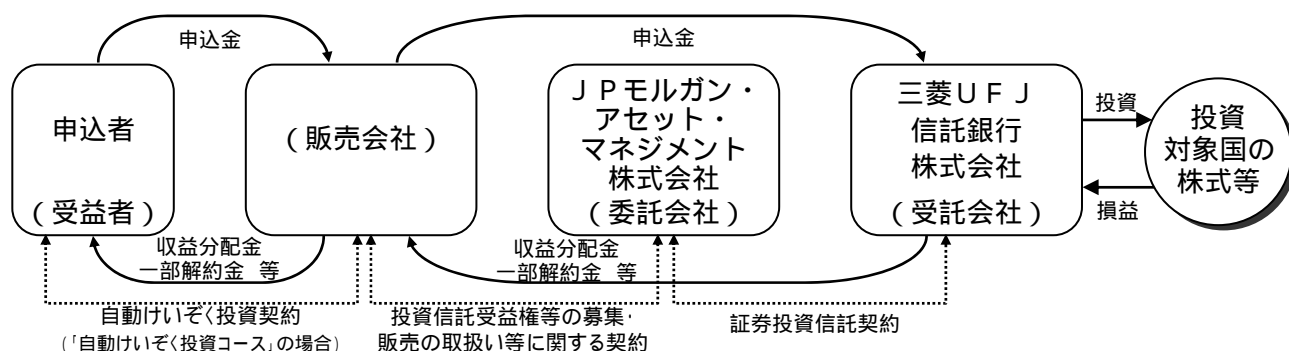 申込金
申込金
申込者
(受益者)
(販売会社)
JPモルガン・
アセット・
マネジメント
株式会社
(委託会社)
三菱UFJ
信託銀行
株式会社
(受託会社)
投資
損益
投資
対象国の
株式等
収益分配金
一部解約金 等
収益分配金
一部解約金 等
自動けいぞく投資契約
(「自動けいぞく投資コース」の場合)
投資信託受益権等の募集・
販売の取扱い等に関する契約
証券投資信託契約